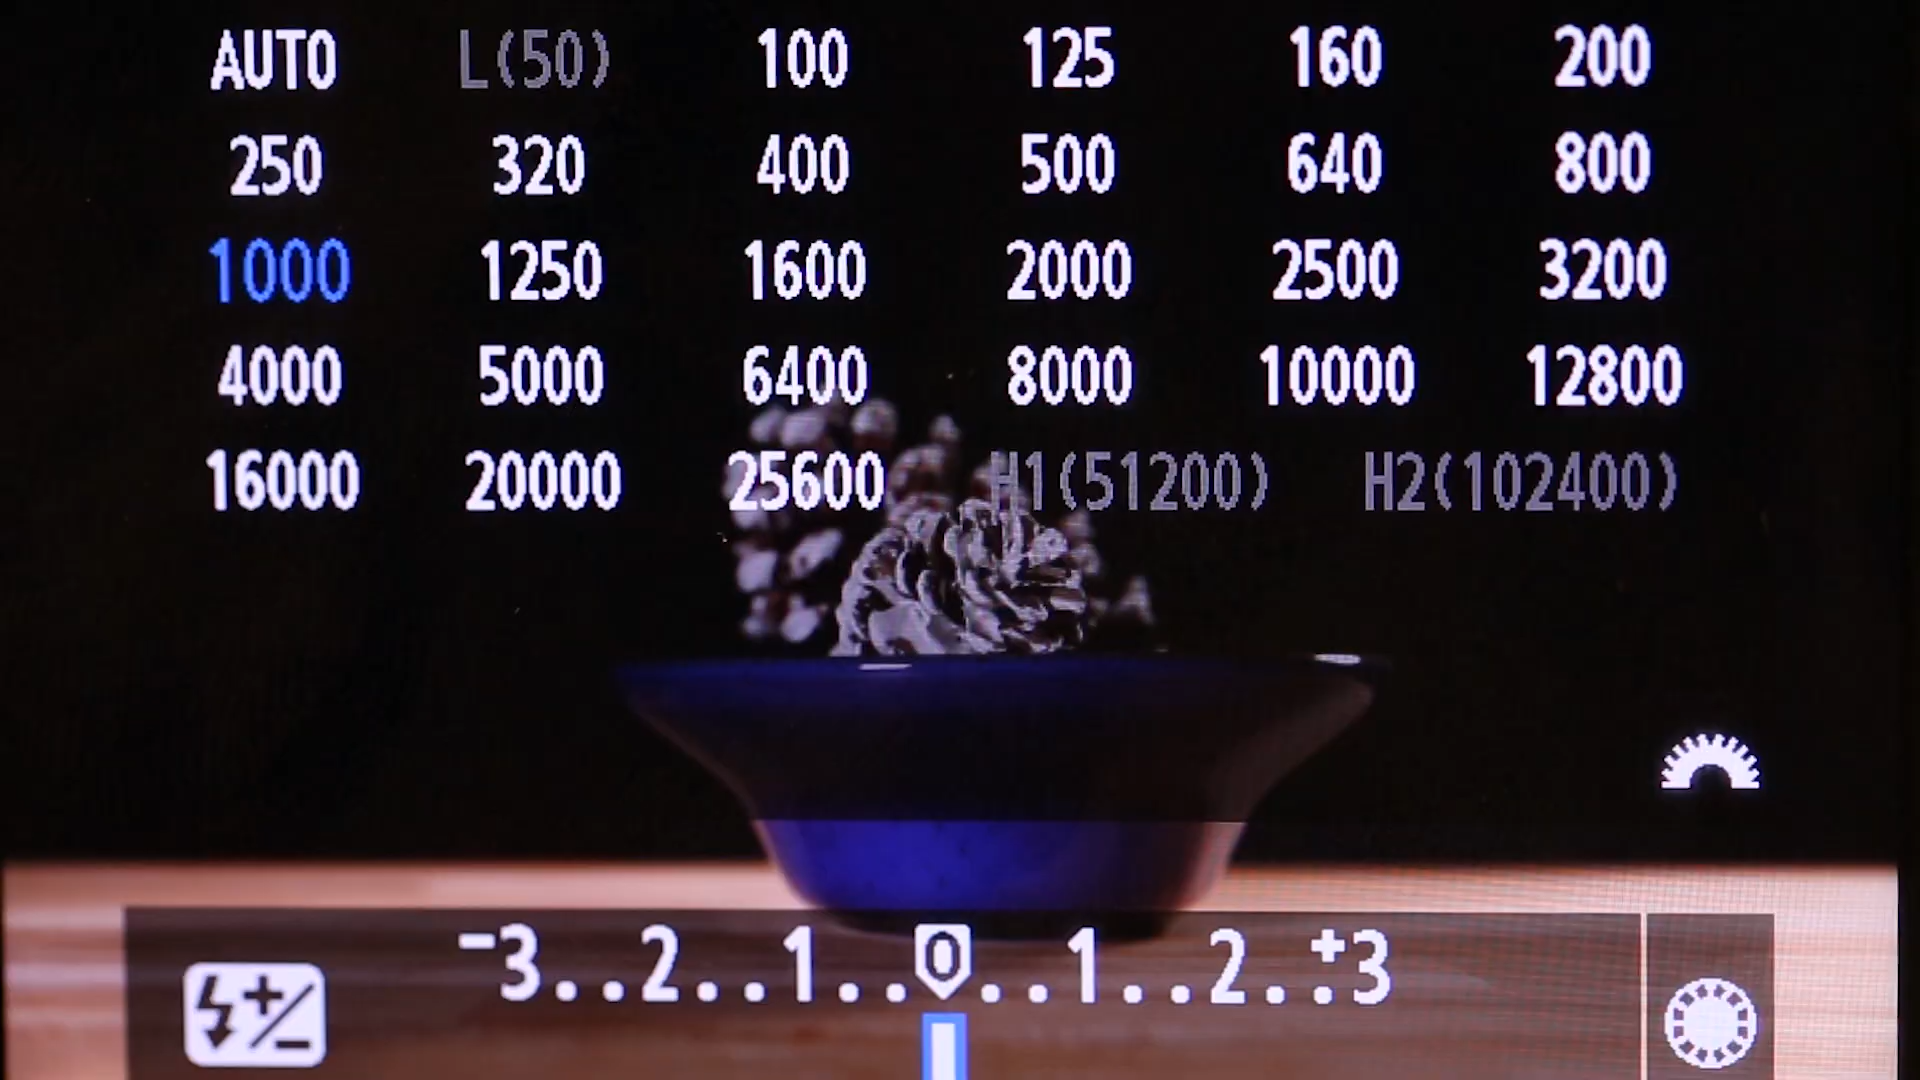 AUTO L(50) 100 125 160 200
250 320 400 500 640 800
1000 1250 1600 2000 2500 3200
4000 5000 6400 8000 10000 12800
16000 20000 25600 H1(51200) H2(102400)
-3..2..1..0..1..2..+3